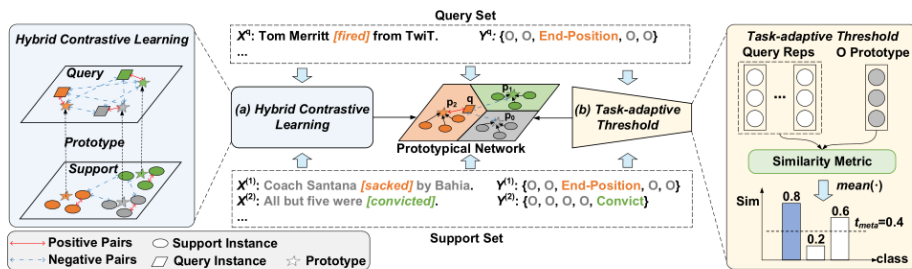 Hybrid Contrastive Learning
Query
Prototype
Support
Positive Pairs
Negative Pairs
Support Instance
Query Instance
Prototype
Query Set
X^q: Tom Merritt [fired] from TwiT. Y^q: {O, O, End-Position, O, O}
...
(a) Hybrid Contrastive
Learning
p₂
q
p₁
p₀
Prototypical Network
(b) Task-adaptive
Threshold
X^(1): Coach Santana [sacked] by Bahia. Y^(1): {O, O, End-Position, O, O}
X^(2): All but five were [convicted]. Y^(2): {O, O, O, O, Convict}
...
Support Set
Task-adaptive Threshold
Query Reps O Prototype
...
Similarity Metric
mean(·)
Sim
0.8
0.2
0.6
t_meta=0.4
class